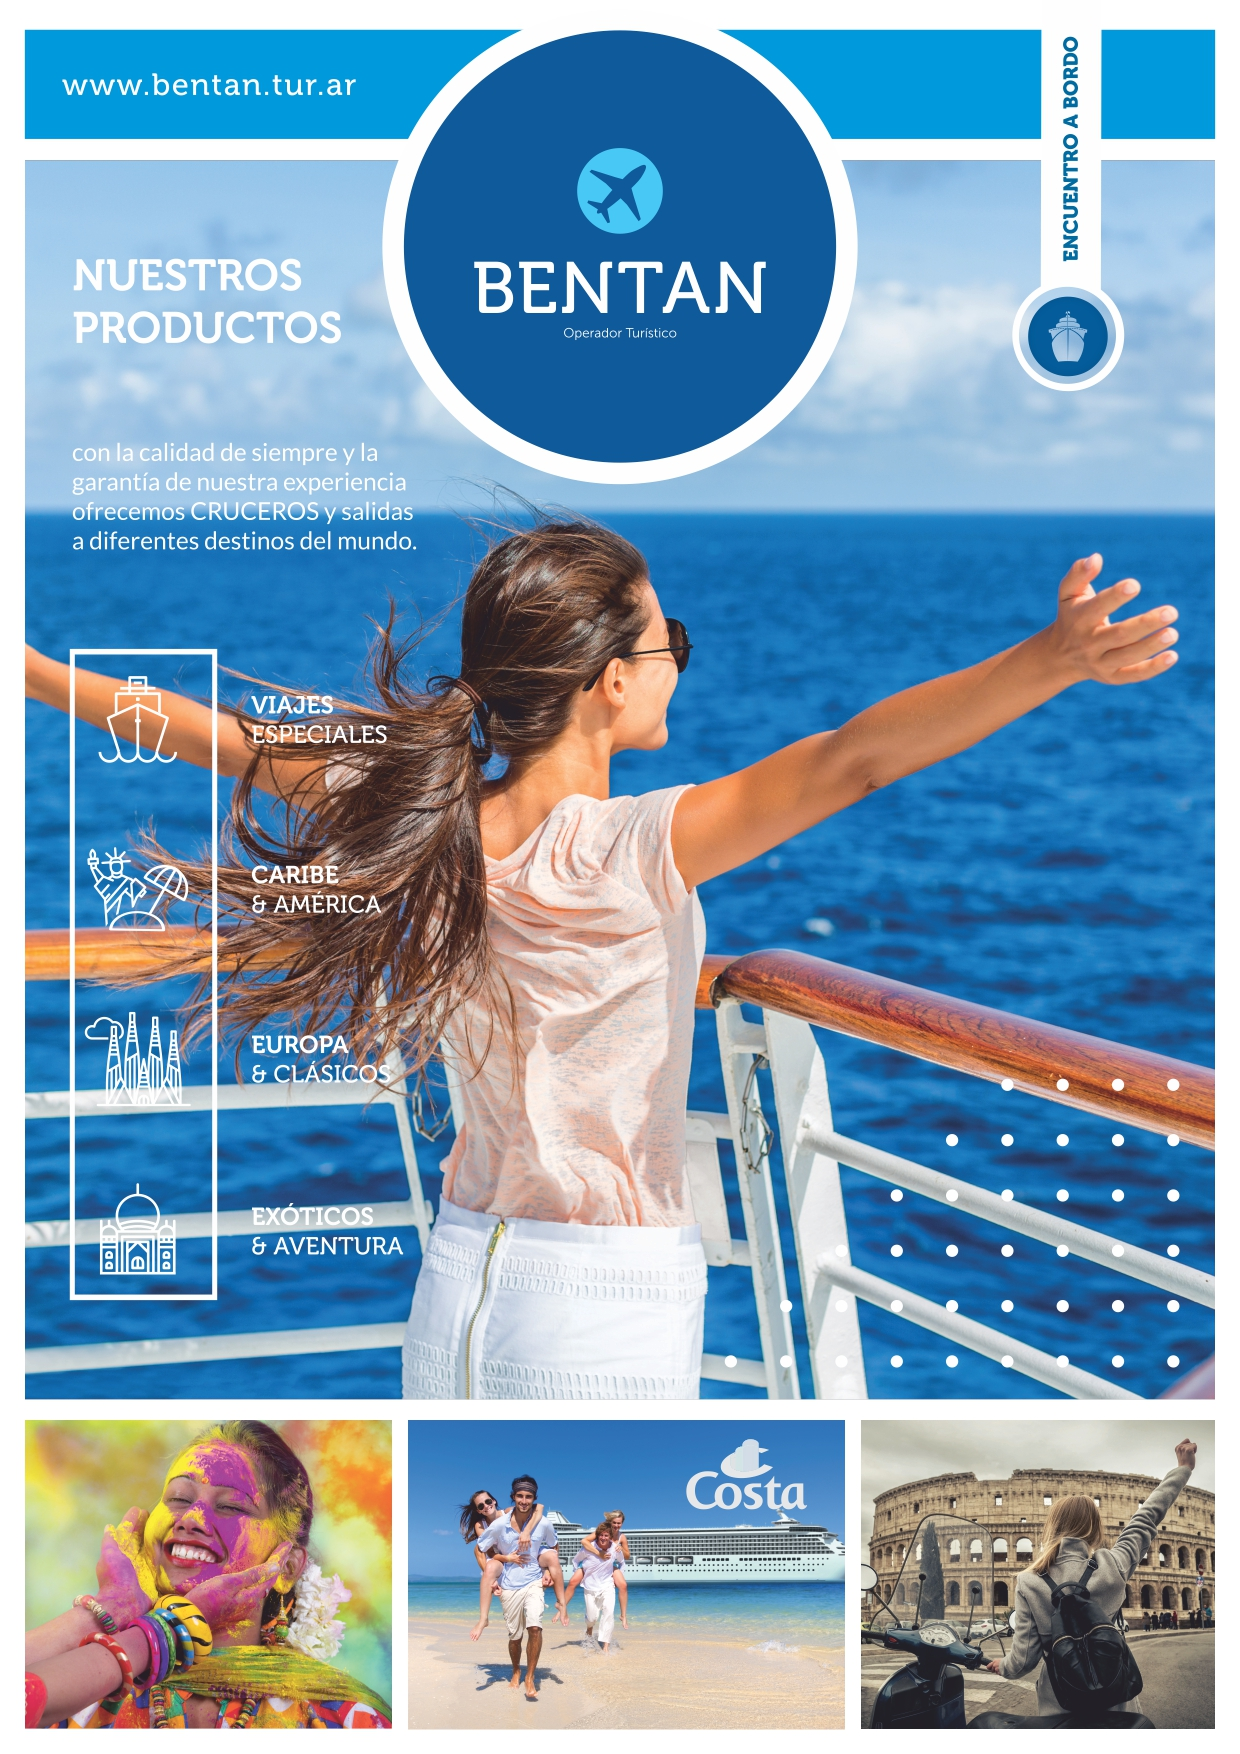 www.bentan.tur.ar
ENCUENTRO A BORDO
BENTAN
Operador Turístico
NUESTROS
PRODUCTOS
con la calidad de siempre y la
garantía de nuestra experiencia
ofrecemos CRUCEROS y salidas
a diferentes destinos del mundo.
VIAJES
ESPECIALES
CARIBE
& AMÉRICA
EUROPA
& CLÁSICOS
EXÓTICOS
& AVENTURA
Costa